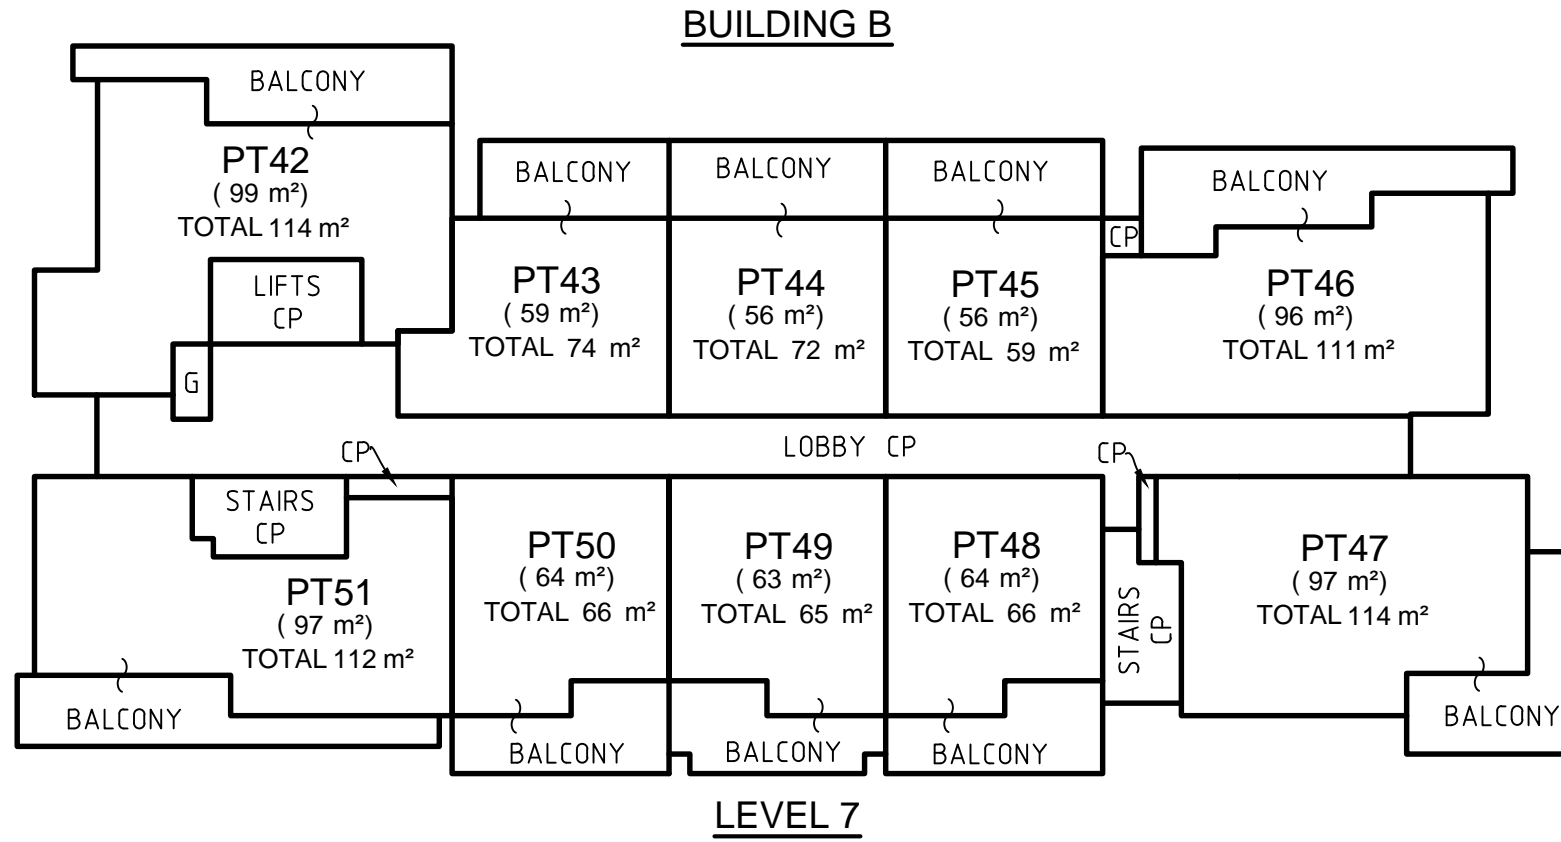 BUILDING B
BALCONY
PT42
( 99 m²)
TOTAL 114 m²
LIFTS
CP
G
BALCONY
PT43
( 59 m²)
TOTAL 74 m²
BALCONY
PT44
( 56 m²)
TOTAL 72 m²
BALCONY
PT45
( 56 m²)
TOTAL 59 m²
CP
BALCONY
PT46
( 96 m²)
TOTAL 111 m²
LOBBY CP
CP
CP
STAIRS
CP
PT51
( 97 m²)
TOTAL 112 m²
BALCONY
PT50
( 64 m²)
TOTAL 66 m²
BALCONY
PT49
( 63 m²)
TOTAL 65 m²
BALCONY
PT48
( 64 m²)
TOTAL 66 m²
BALCONY
STAIRS
CP
PT47
( 97 m²)
TOTAL 114 m²
BALCONY
LEVEL 7